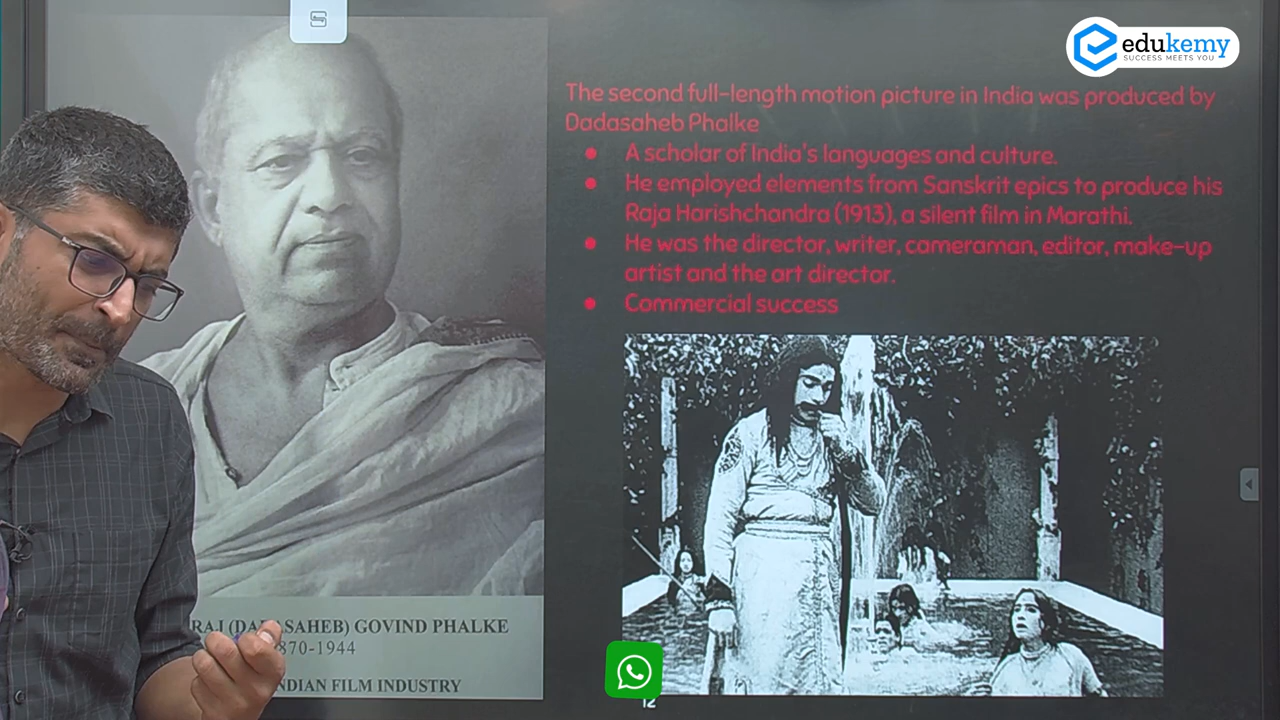 edukemy
SUCCESS MEETS YOU
The second full-length motion picture in India was produced by
Dadasaheb Phalke
A scholar of India's languages and culture.
He employed elements from Sanskrit epics to produce his
Raja Harishchandra (1913), a silent film in Marathi.
He was the director, writer, cameraman, editor, make-up
artist and the art director.
Commercial success
RAJ (DADASAHEB) GOVIND PHALKE
870-1944
INDIAN FILM INDUSTRY
12